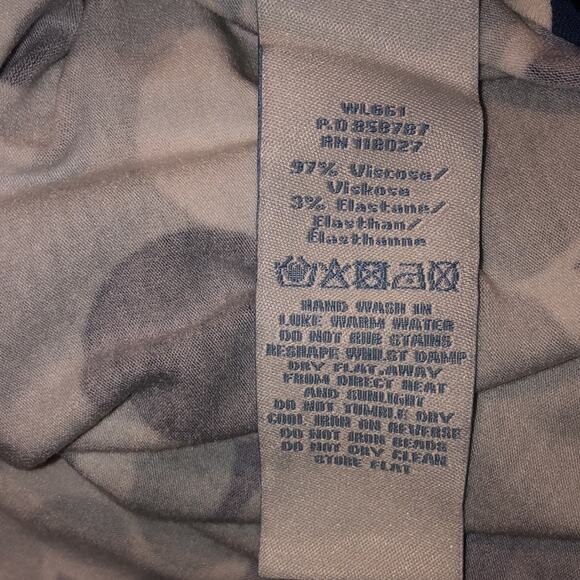 WL661
P.O 858787
RN 118027
97% Viscose/
Viskose
3% Elastane/
Elasthan/
Élasthanne
HAND WASH IN
LUKE WARM WATER
DO NOT RUB STAINS
RESHAPE WHILST DAMP
DRY FLAT.AWAY
FROM DIRECT HEAT
AND SUNLIGHT
DO NOT TUMBLE DRY
COOL IRON ON REVERSE
DO NOT IRON BEADS
DO NOT DRY CLEAN
STORE FLAT